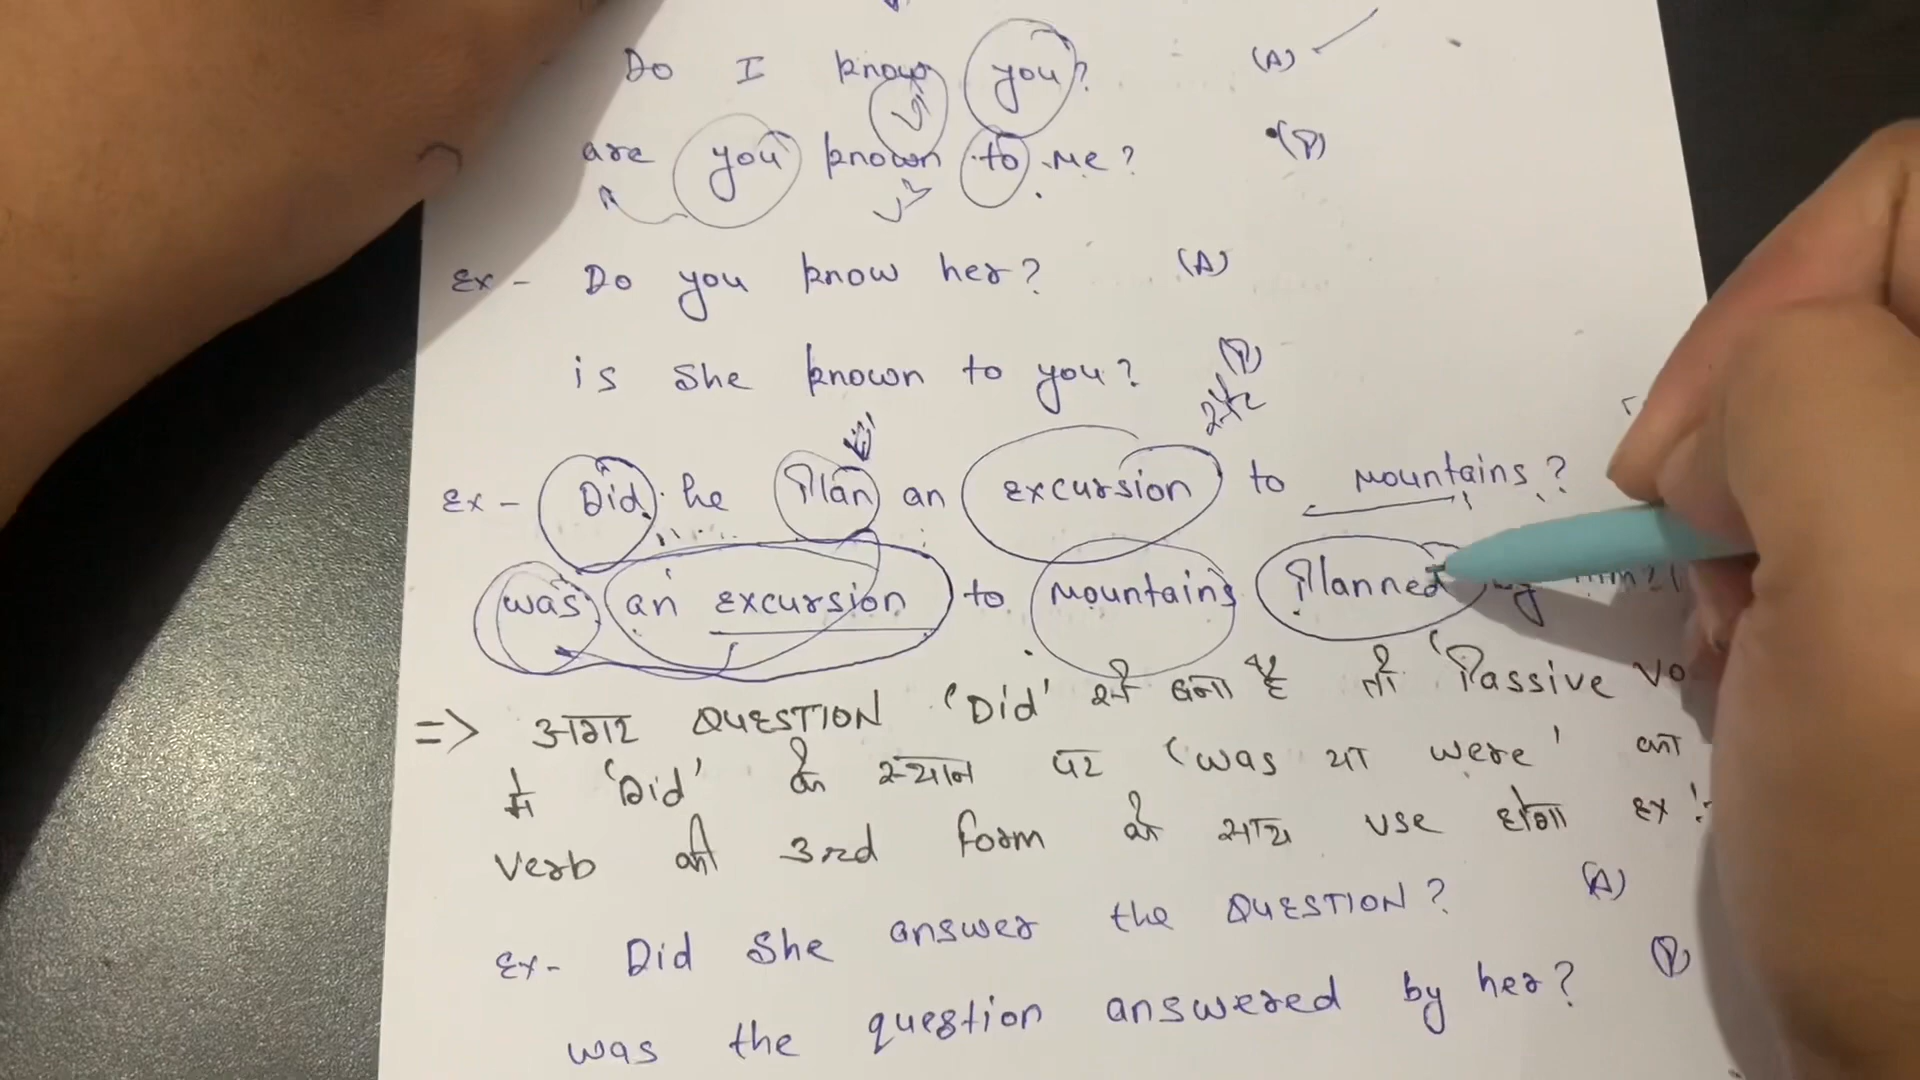 Do I know you? (A)
are you known to me? (P)
Ex - Do you know her? (A)
is she known to you? (P)
Ex - Did he Plan an excursion to mountains?
was an excursion to mountains Planned by him?
=> अगर QUESTION 'Did' से बना है तो 'Passive vo
में 'Did' के स्थान पर 'was या were' का
verb की 3rd form के साथ use होगा Ex:-
Ex- Did She answer the QUESTION? (A)
was the question answered by her? (P)